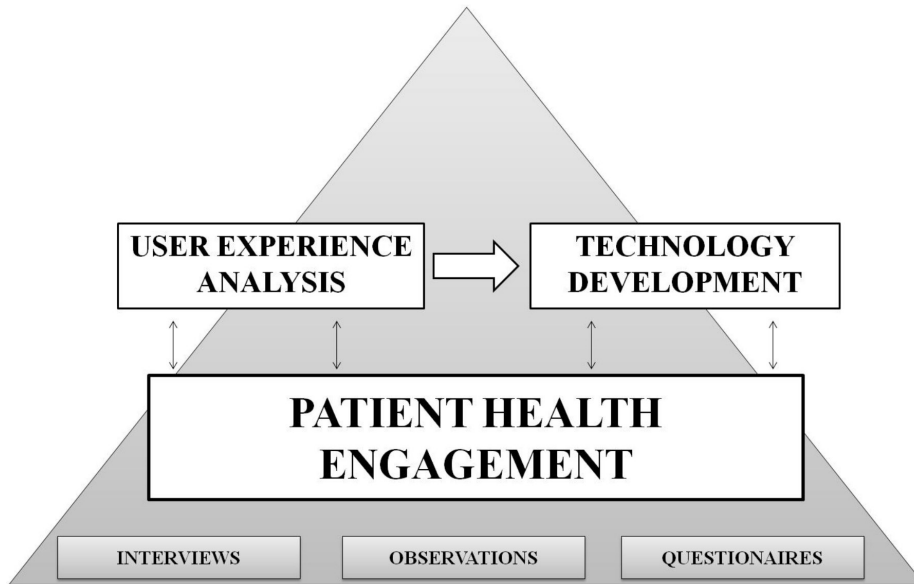 USER EXPERIENCE
ANALYSIS
TECHNOLOGY
DEVELOPMENT
PATIENT HEALTH
ENGAGEMENT
INTERVIEWS
OBSERVATIONS
QUESTIONAIRES